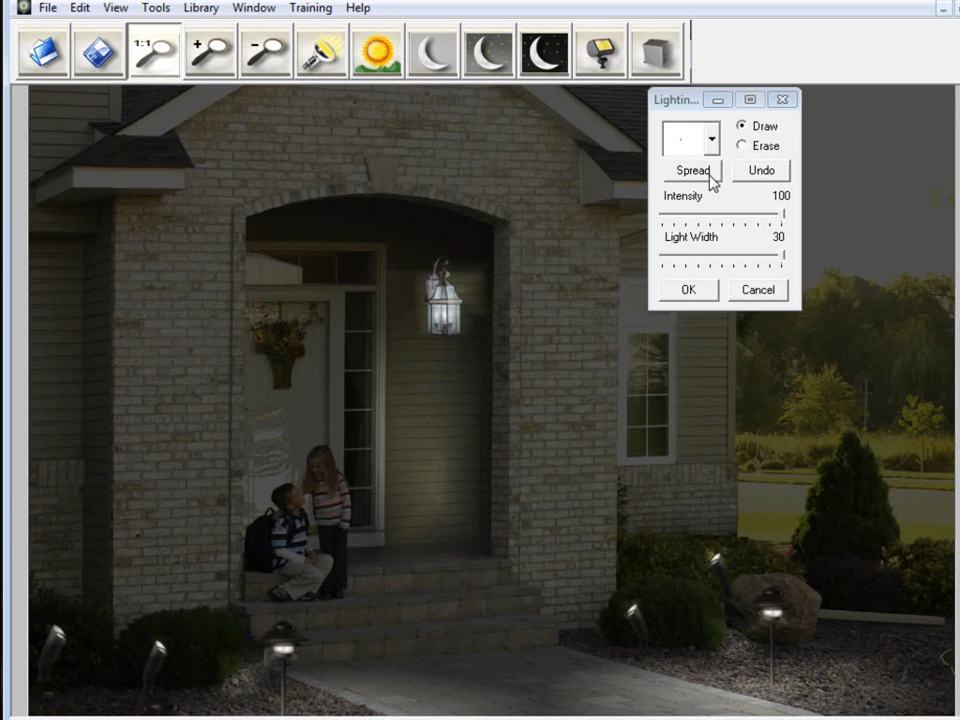 File Edit View Tools Library Window Training Help
1:1
+
-
Lightin...
Draw
Erase
Spread Undo
Intensity 100
Light Width 30
OK Cancel